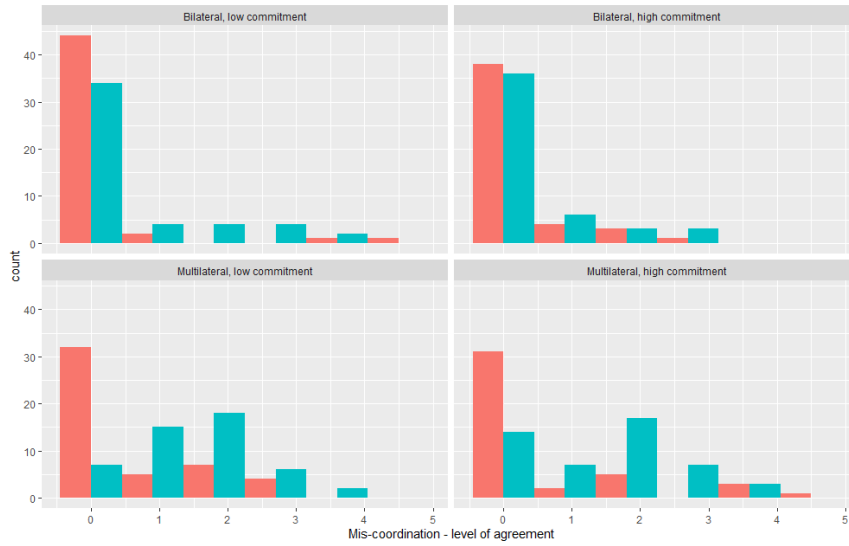 Bilateral, low commitment
Bilateral, high commitment
40
30
20
10
0
count
Multilateral, low commitment
Multilateral, high commitment
40
30
20
10
0
0 1 2 3 4 5
0 1 2 3 4 5
Mis-coordination - level of agreement